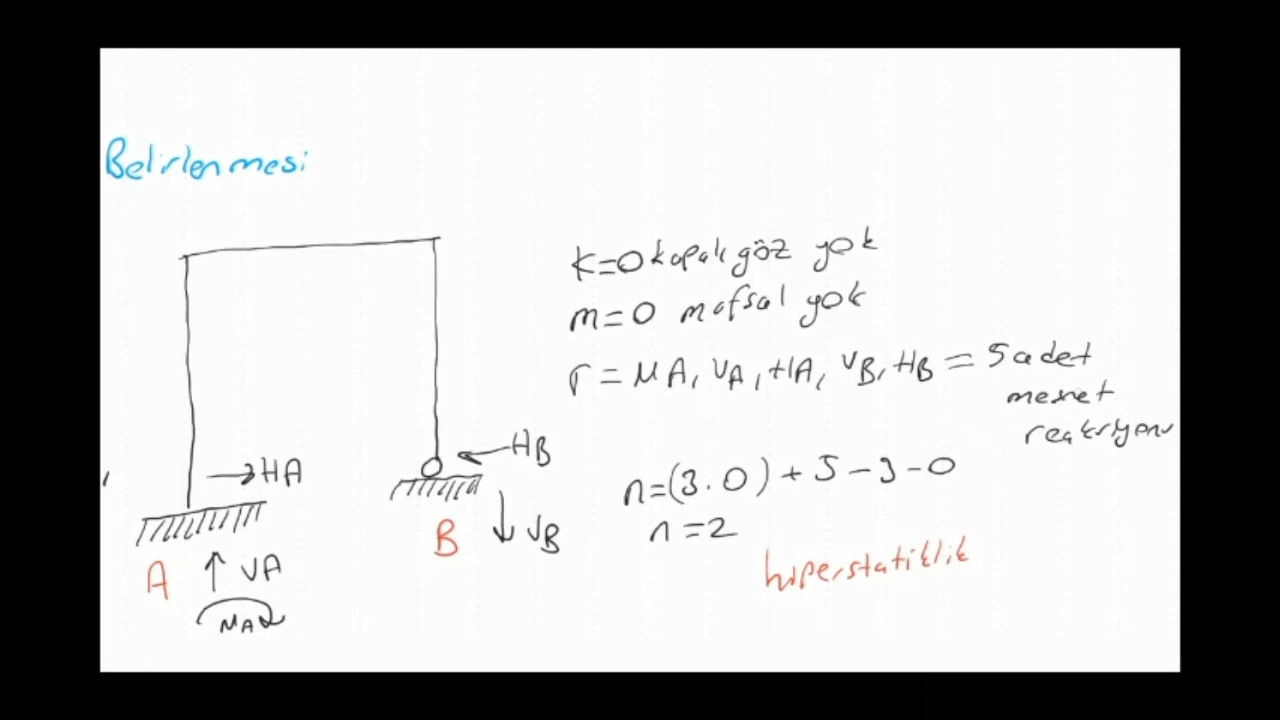 Belirlenmesi
k=0 kapalı göz yok
m=0 mafsal yok
r = MA, VA, HA, VB, HB = 5 adet
mesnet
reaksiyonu
n=(3.0) + 5 - 3 - 0
n = 2
hiperstatiklik
HA
HB
A
VA
MA
B
VB